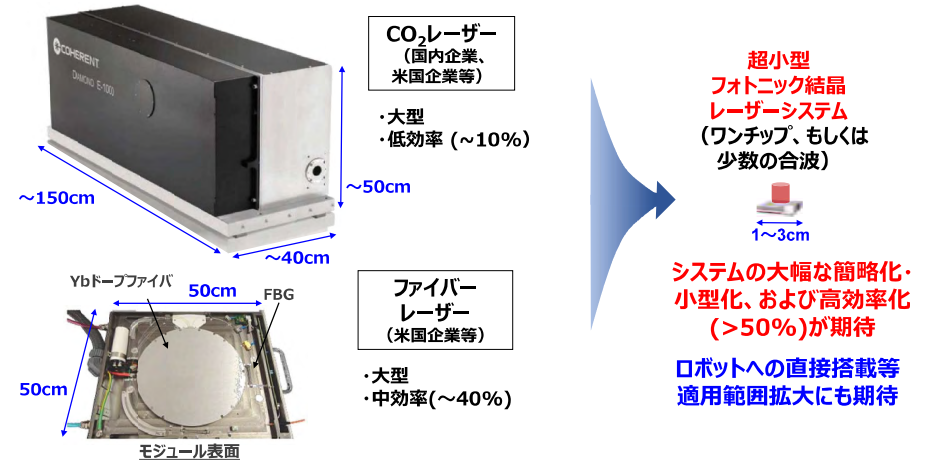 COHERENT
DIAMOND E-1000
～150cm
～50cm
～40cm
CO₂レーザー
（国内企業、
米国企業等）
・大型
・低効率 (~10%)
Ybドープファイバ
50cm
FBG
50cm
モジュール表面
ファイバー
レーザー
（米国企業等）
・大型
・中効率(～40%)
超小型
フォトニック結晶
レーザーシステム
（ワンチップ、もしくは
少数の合波）
1～3cm
システムの大幅な簡略化・
小型化、および高効率化
(>50%)が期待
ロボットへの直接搭載等
適用範囲拡大にも期待